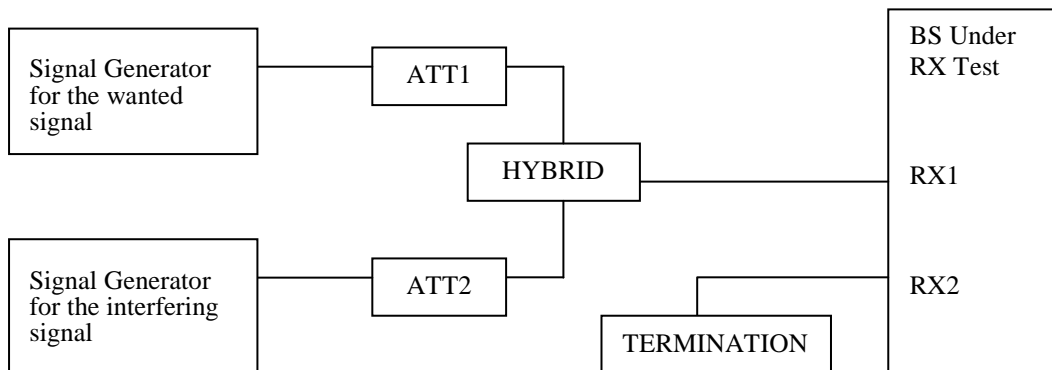 Signal Generator
for the wanted
signal
ATT1
HYBRID
Signal Generator
for the interfering
signal
ATT2
TERMINATION
BS Under
RX Test
RX1
RX2